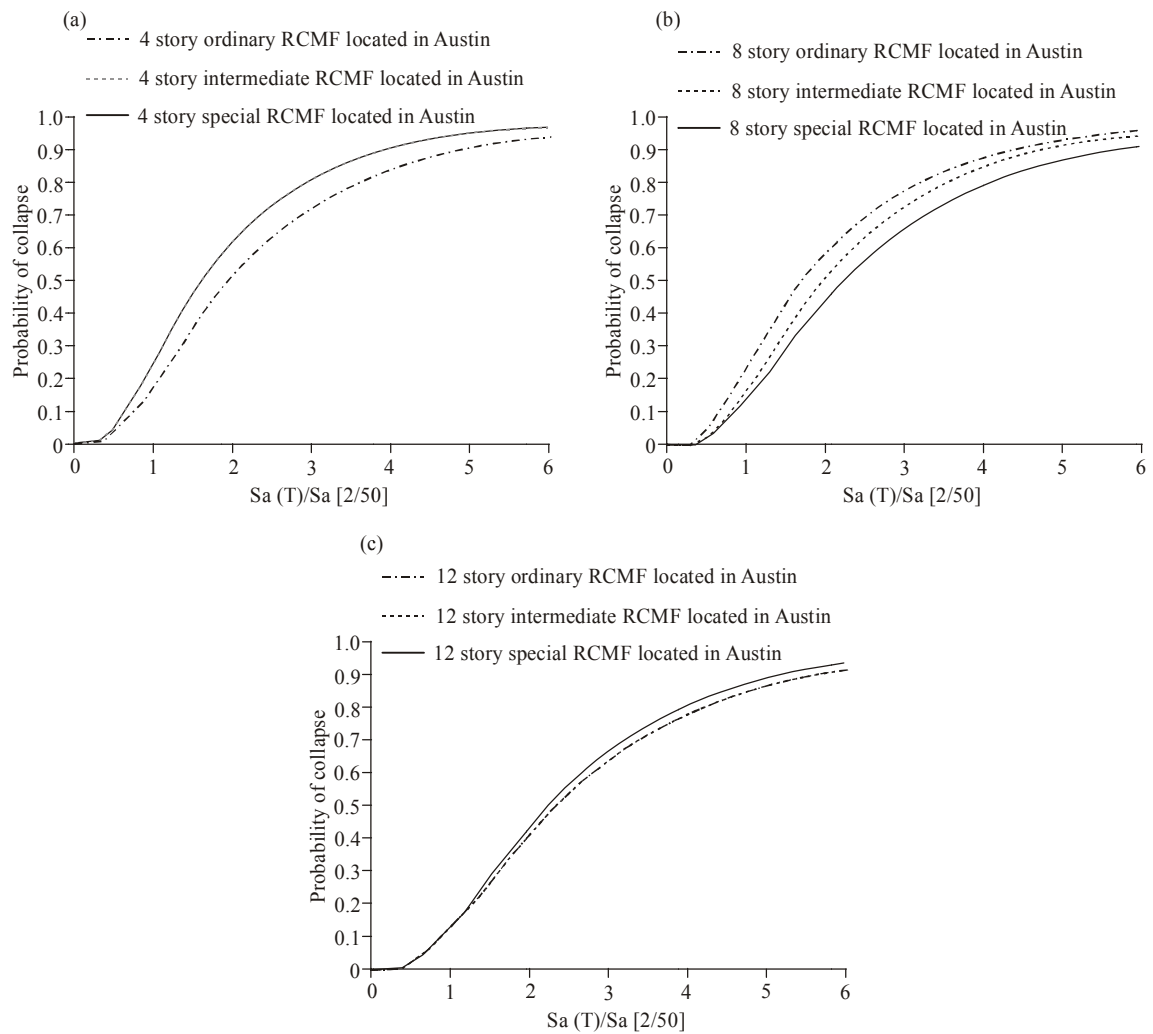 (a)
4 story ordinary RCMF located in Austin
4 story intermediate RCMF located in Austin
4 story special RCMF located in Austin
1.0
0.9
0.8
0.7
0.6
0.5
0.4
0.3
0.2
0.1
0
Probability of collapse
0 1 2 3 4 5 6
Sa (T)/Sa [2/50]
(b)
8 story ordinary RCMF located in Austin
8 story intermediate RCMF located in Austin
8 story special RCMF located in Austin
1.0
0.9
0.8
0.7
0.6
0.5
0.4
0.3
0.2
0.1
0
Probability of collapse
0 1 2 3 4 5 6
Sa (T)/Sa [2/50]
(c)
12 story ordinary RCMF located in Austin
12 story intermediate RCMF located in Austin
12 story special RCMF located in Austin
1.0
0.9
0.8
0.7
0.6
0.5
0.4
0.3
0.2
0.1
0
Probability of collapse
0 1 2 3 4 5 6
Sa (T)/Sa [2/50]